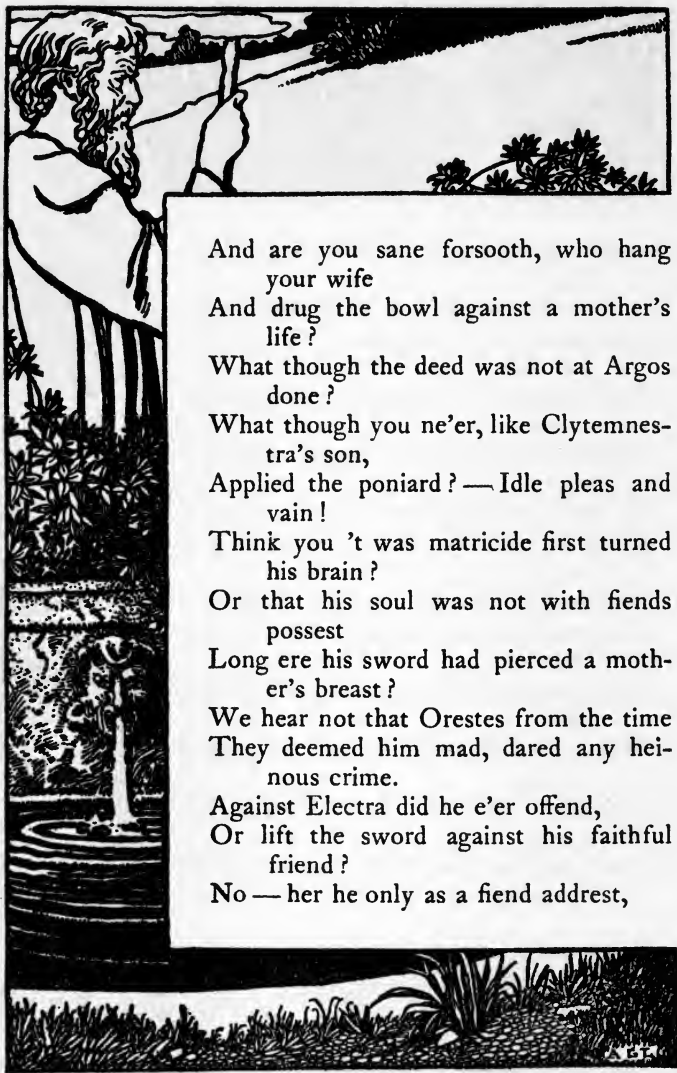 And are you sane forsooth, who hang
your wife
And drug the bowl against a mother's
life ?
What though the deed was not at Argos
done ?
What though you ne'er, like Clytemnes-
tra's son,
Applied the poniard ? — Idle pleas and
vain !
Think you 't was matricide first turned
his brain ?
Or that his soul was not with fiends
possest
Long ere his sword had pierced a moth-
er's breast ?
We hear not that Orestes from the time
They deemed him mad, dared any hei-
nous crime.
Against Electra did he e'er offend,
Or lift the sword against his faithful
friend ?
No — her he only as a fiend addrest,